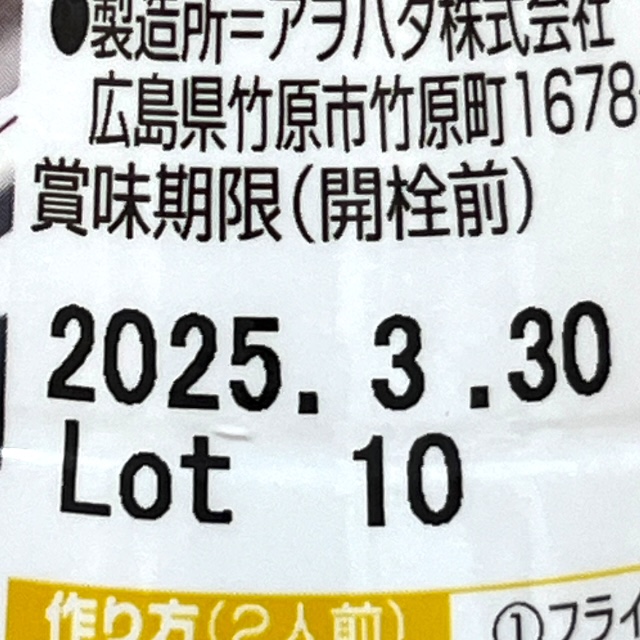 ●製造所=アヲハタ株式会社
広島県竹原市竹原町1678-
賞味期限(開栓前)
2025. 3.30
Lot 10
作り方(2人前) ①フライ